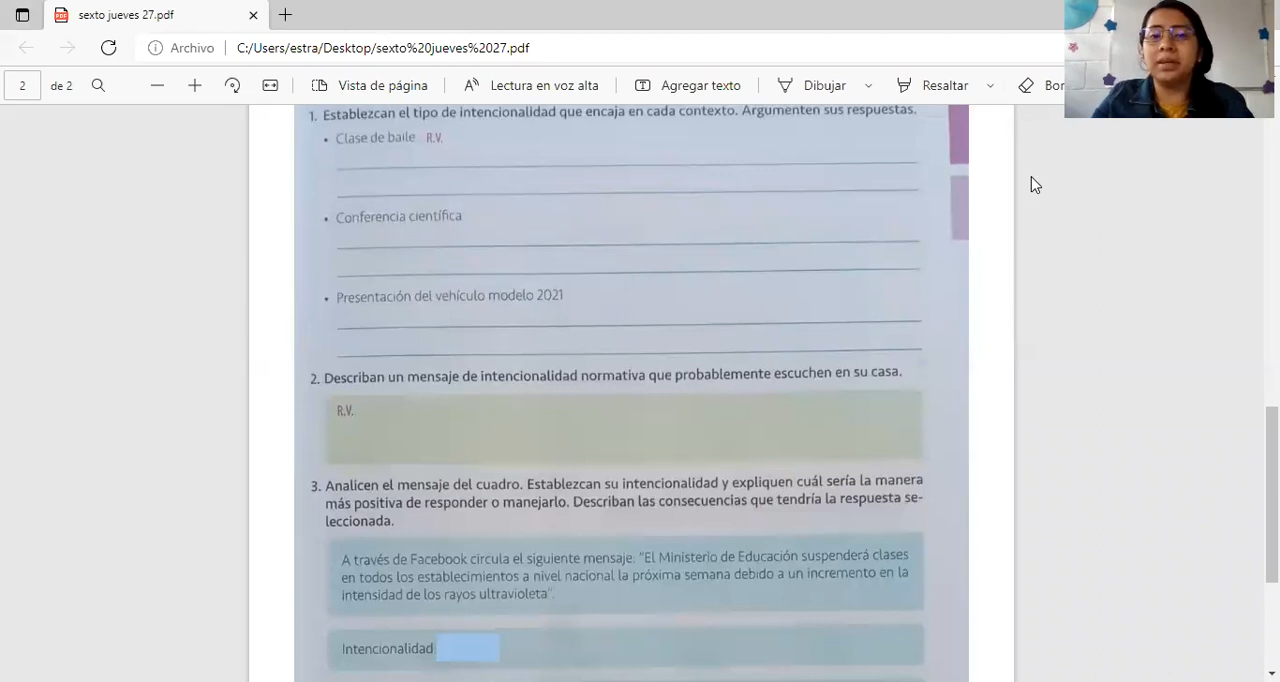 sexto jueves 27.pdf
Archivo C:/Users/estra/Desktop/sexto%20jueves%2027.pdf
2 de 2 Vista de página Lectura en voz alta Agregar texto Dibujar Resaltar Bor
1. Establezcan el tipo de intencionalidad que encaja en cada contexto. Argumenten sus respuestas.
• Clase de baile R.V.
• Conferencia científica
• Presentación del vehículo modelo 2021
2. Describan un mensaje de intencionalidad normativa que probablemente escuchen en su casa.
R.V.
3. Analicen el mensaje del cuadro. Establezcan su intencionalidad y expliquen cuál sería la manera
más positiva de responder o manejarlo. Describan las consecuencias que tendría la respuesta se-
leccionada.
A través de Facebook circula el siguiente mensaje: "El Ministerio de Educación suspenderá clases
en todos los establecimientos a nivel nacional la próxima semana debido a un incremento en la
intensidad de los rayos ultravioleta".
Intencionalidad